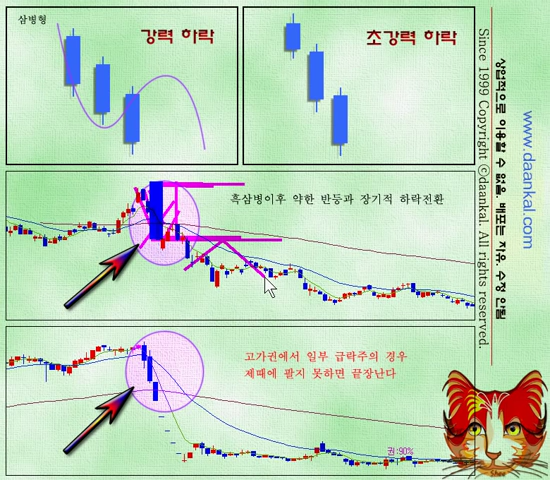 삼병형
강력 하락
초강력 하락
흑삼병이후 약한 반등과 장기적 하락전환
고가권에서 일부 급락주의 경우
제때에 팔지 못하면 끝장난다
권:90%
Since 1999 Copyright ⓒdaankal. All rights reserved.
상업적으로 이용할 수 없음. 배포는 자유. 수정 안됨
www.daankal.com